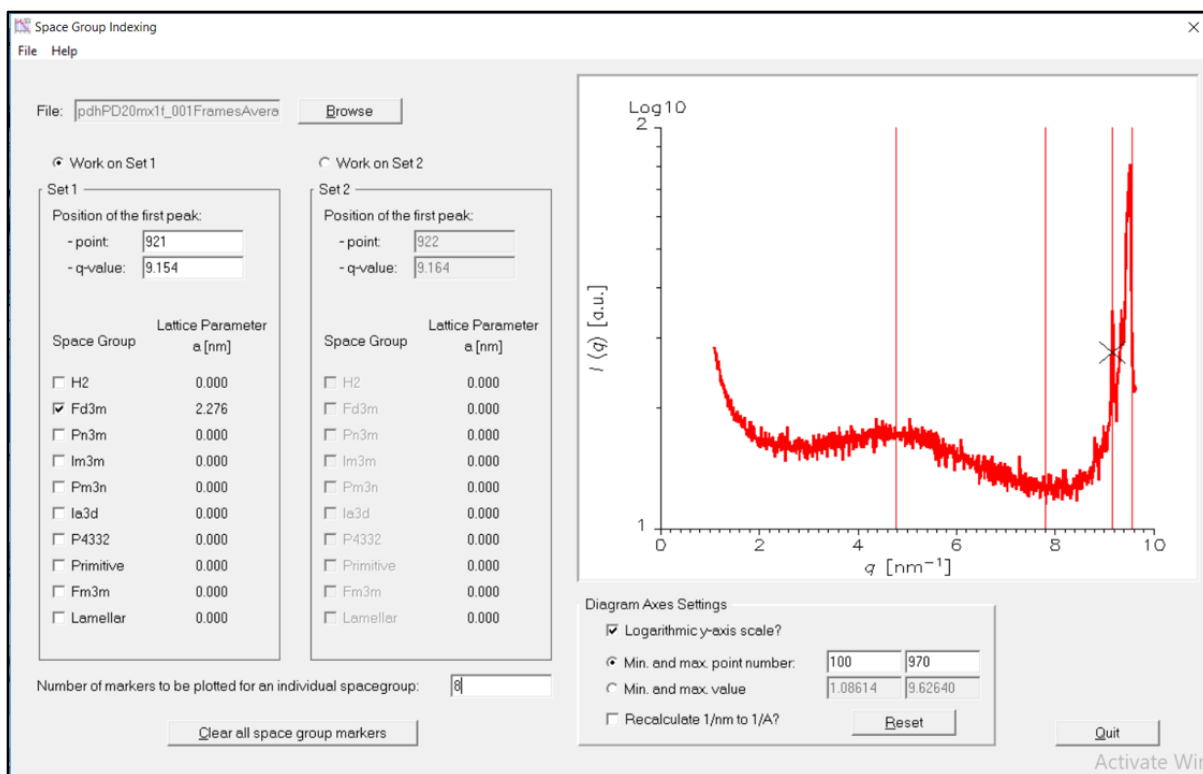 Space Group Indexing
File Help
File: pdhPD20mx1f_001FramesAvera Browse
Work on Set 1 Work on Set 2
Set 1 Set 2
Position of the first peak: Position of the first peak:
- point: 921 - point: 922
- q-value: 9.154 - q-value: 9.164
Lattice Parameter Lattice Parameter
Space Group a [nm] Space Group a [nm]
H2 0.000 H2 0.000
Fd3m 2.276 Fd3m 0.000
Pn3m 0.000 Pn3m 0.000
Im3m 0.000 Im3m 0.000
Pm3n 0.000 Pm3n 0.000
Ia3d 0.000 Ia3d 0.000
P4332 0.000 P4332 0.000
Primitive 0.000 Primitive 0.000
Fm3m 0.000 Fm3m 0.000
Lamellar 0.000 Lamellar 0.000
Number of markers to be plotted for an individual spacegroup: 8
Clear all space group markers
Log10
2
I (q) [a.u.]
1
0 2 4 6 8 10
q [nm⁻¹]
Diagram Axes Settings
Logarithmic y-axis scale?
Min. and max. point number: 100 970
Min. and max. value 1.08614 9.62640
Recalculate 1/nm to 1/A? Reset
Quit
Activate Wi